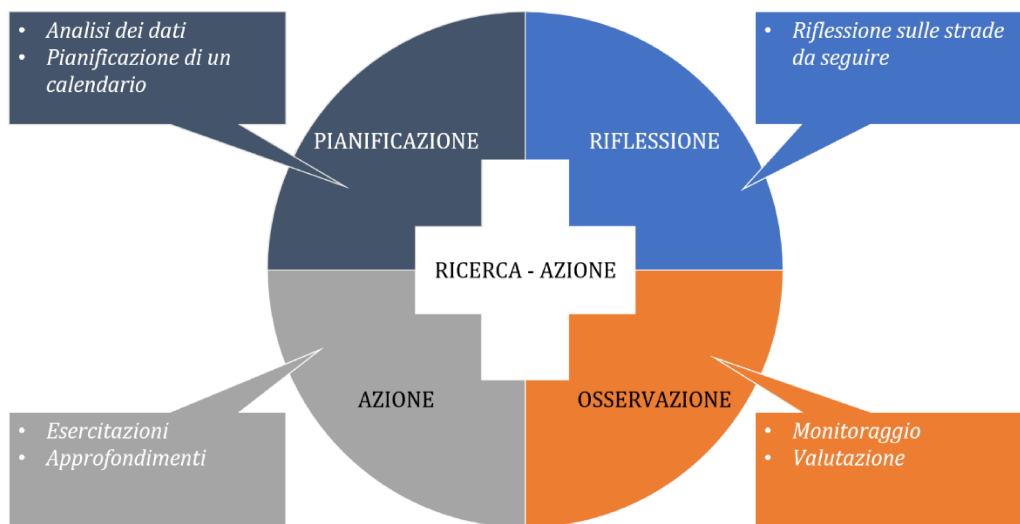 • Analisi dei dati
• Pianificazione di un
calendario
• Riflessione sulle strade
da seguire
PIANIFICAZIONE
RIFLESSIONE
RICERCA - AZIONE
AZIONE
OSSERVAZIONE
• Esercitazioni
• Approfondimenti
• Monitoraggio
• Valutazione